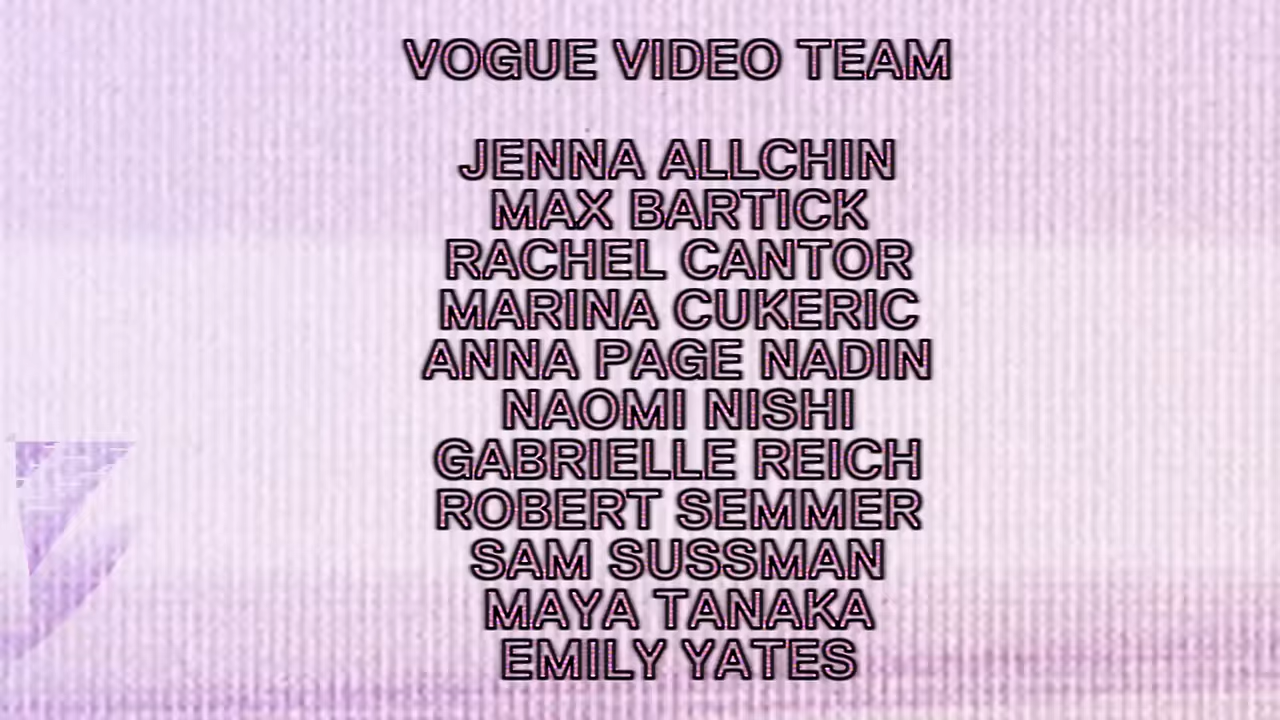 VOGUE VIDEO TEAM
JENNA ALLCHIN
MAX BARTICK
RACHEL CANTOR
MARINA CUKERIC
ANNA PAGE NADIN
NAOMI NISHI
GABRIELLE REICH
ROBERT SEMMER
SAM SUSSMAN
MAYA TANAKA
EMILY YATES